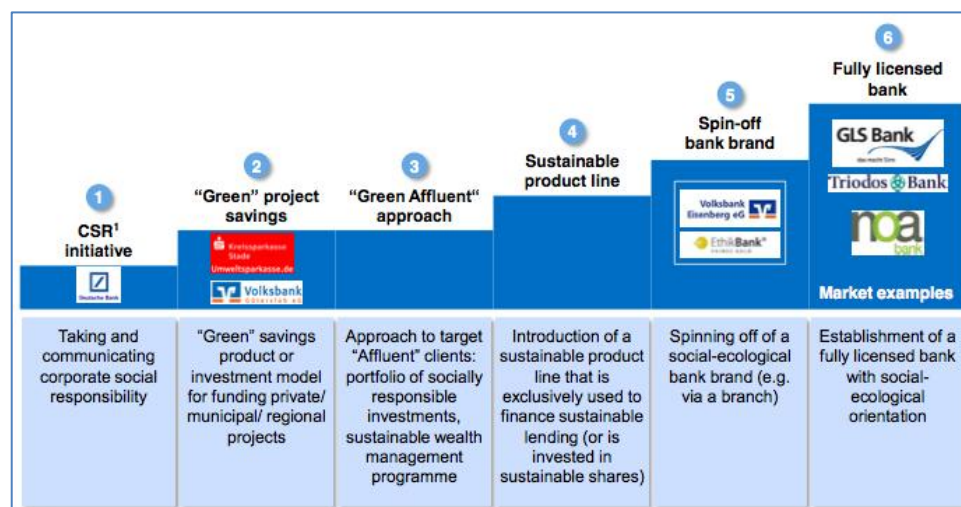 6
Fully licensed
bank
5
Spin-off
bank brand
4
Sustainable
product line
3
“Green Affluent“
approach
2
“Green” project
savings
1
CSR¹
initiative
Deutsche Bank
Kreissparkasse
Stade
Umweltsparkasse.de
Volksbank
Gütersloh eG
Volksbank
Eisenberg eG
EthikBank
GLS Bank
das macht Sinn
Triodos Bank
noa
bank
Market examples
Taking and
communicating
corporate social
responsibility
“Green” savings
product or
investment model
for funding private/
municipal/ regional
projects
Approach to target
“Affluent” clients:
portfolio of socially
responsible
investments,
sustainable wealth
management
programme
Introduction of a
sustainable product
line that is
exclusively used to
finance sustainable
lending (or is
invested in
sustainable shares)
Spinning off of a
social-ecological
bank brand (e.g.
via a branch)
Establishment of a
fully licensed bank
with social-
ecological
orientation